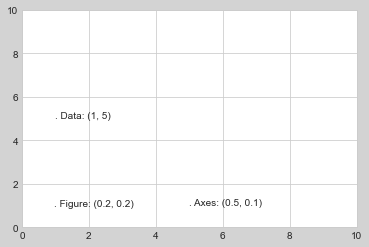 10
8
6
. Data: (1, 5)
4
2
. Figure: (0.2, 0.2) . Axes: (0.5, 0.1)
0
0 2 4 6 8 10